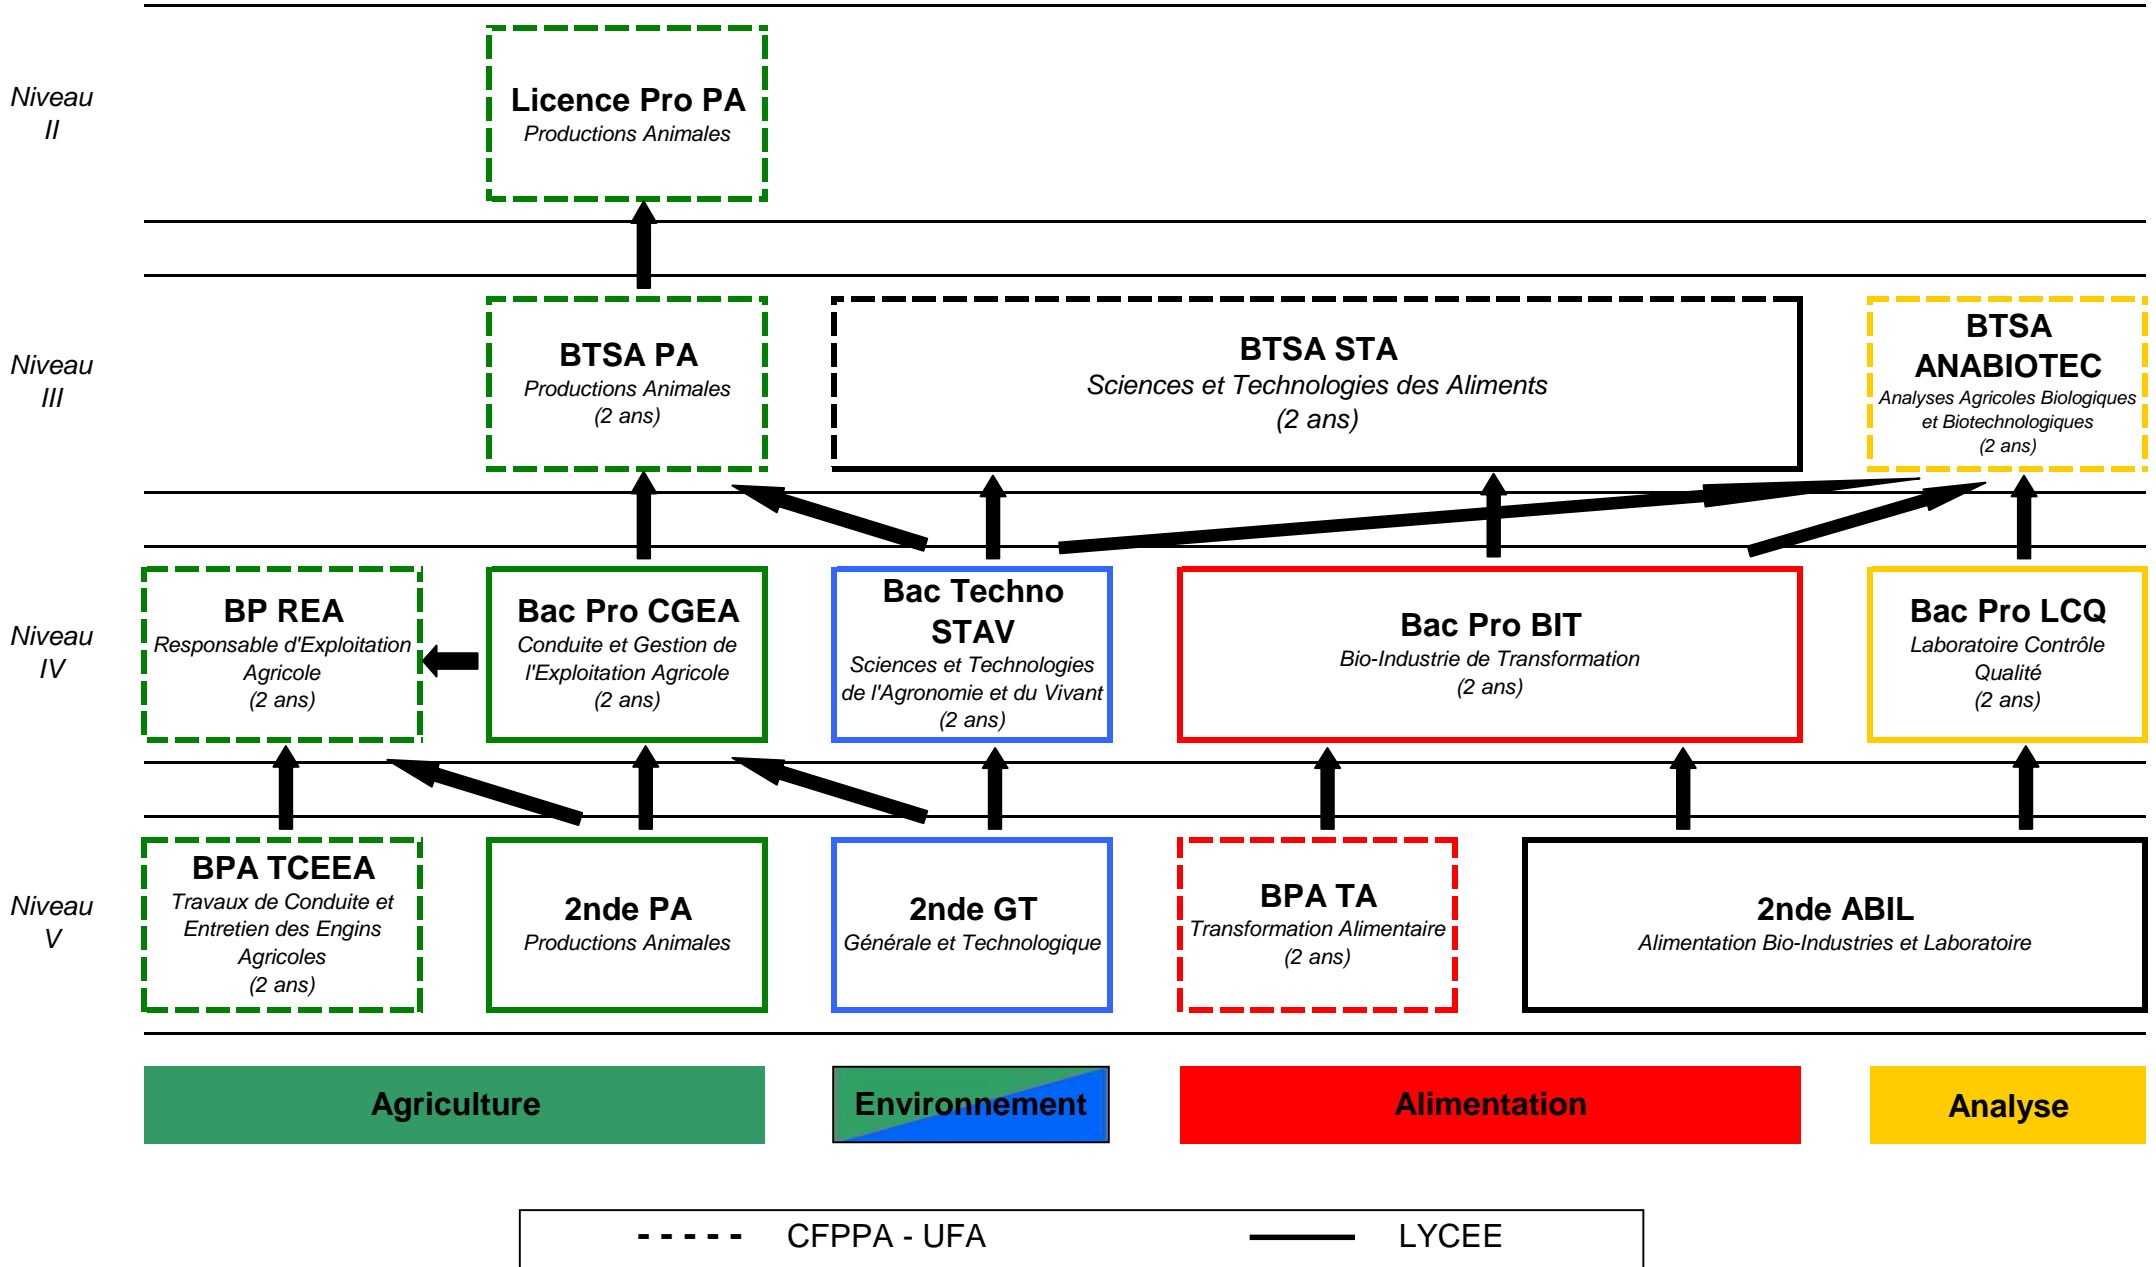 Niveau
II
Licence Pro PA
Productions Animales
Niveau
III
BTSA PA
Productions Animales
(2 ans)
BTSA STA
Sciences et Technologies des Aliments
(2 ans)
BTSA
ANABIOTEC
Analyses Agricoles Biologiques
et Biotechnologiques
(2 ans)
Niveau
IV
BP REA
Responsable d'Exploitation
Agricole
(2 ans)
Bac Pro CGEA
Conduite et Gestion de
l'Exploitation Agricole
(2 ans)
Bac Techno
STAV
Sciences et Technologies
de l'Agronomie et du Vivant
(2 ans)
Bac Pro BIT
Bio-Industrie de Transformation
(2 ans)
Bac Pro LCQ
Laboratoire Contrôle
Qualité
(2 ans)
Niveau
V
BPA TCEEA
Travaux de Conduite et
Entretien des Engins
Agricoles
(2 ans)
2nde PA
Productions Animales
2nde GT
Générale et Technologique
BPA TA
Transformation Alimentaire
(2 ans)
2nde ABIL
Alimentation Bio-Industries et Laboratoire
Agriculture
Environnement
Alimentation
Analyse
CFPPA - UFA
LYCEE